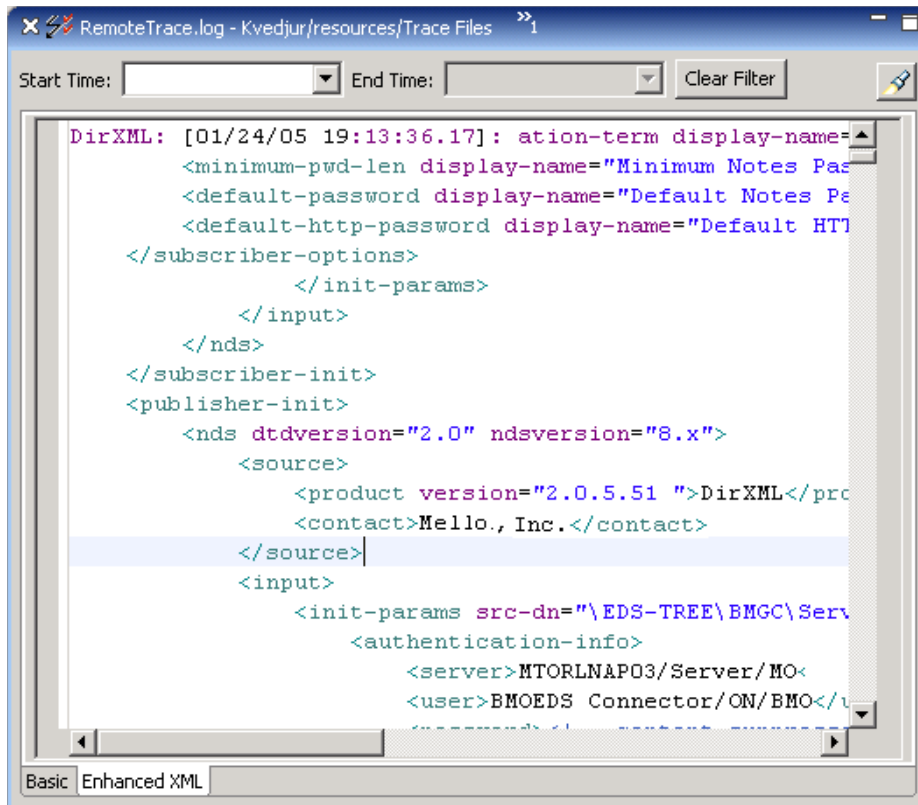 RemoteTrace.log - Kvedjur/resources/Trace Files »1
Start Time: End Time: Clear Filter
DirXML: [01/24/05 19:13:36.17]: ation-term display-name=
<minimum-pwd-len display-name="Minimum Notes Pas
<default-password display-name="Default Notes Pa
<default-http-password display-name="Default HTT
</subscriber-options>
</init-params>
</input>
</nds>
</subscriber-init>
<publisher-init>
<nds dtdversion="2.0" ndsversion="8.x">
<source>
<product version="2.0.5.51 ">DirXML</pro
<contact>Mello., Inc.</contact>
</source>
<input>
<init-params src-dn="\EDS-TREE\BMGC\Serv
<authentication-info>
<server>MTORLNAP03/Server/MO<
<user>BMOEDS Connector/ON/BMO</u
Basic Enhanced XML